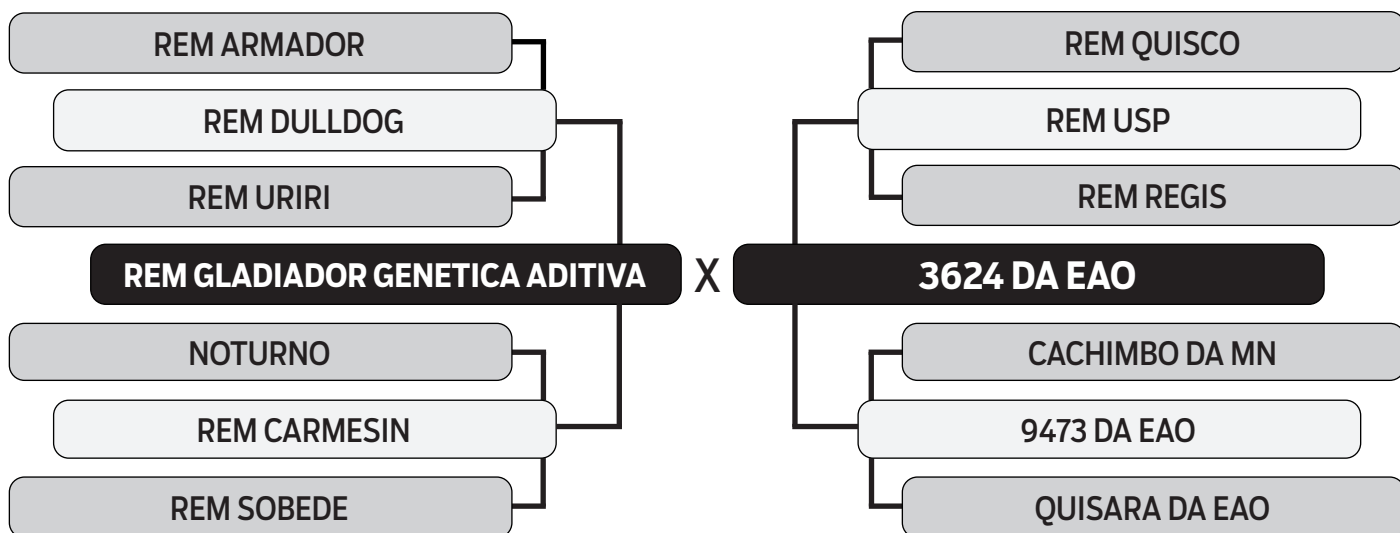 REM ARMADOR
REM DULLDOG
REM URIRI
REM GLADIADOR GENETICA ADITIVA
NOTURNO
REM CARMESIN
REM SOBEDE
X
REM QUISCO
REM USP
REM REGIS
3624 DA EAO
CACHIMBO DA MN
9473 DA EAO
QUISARA DA EAO